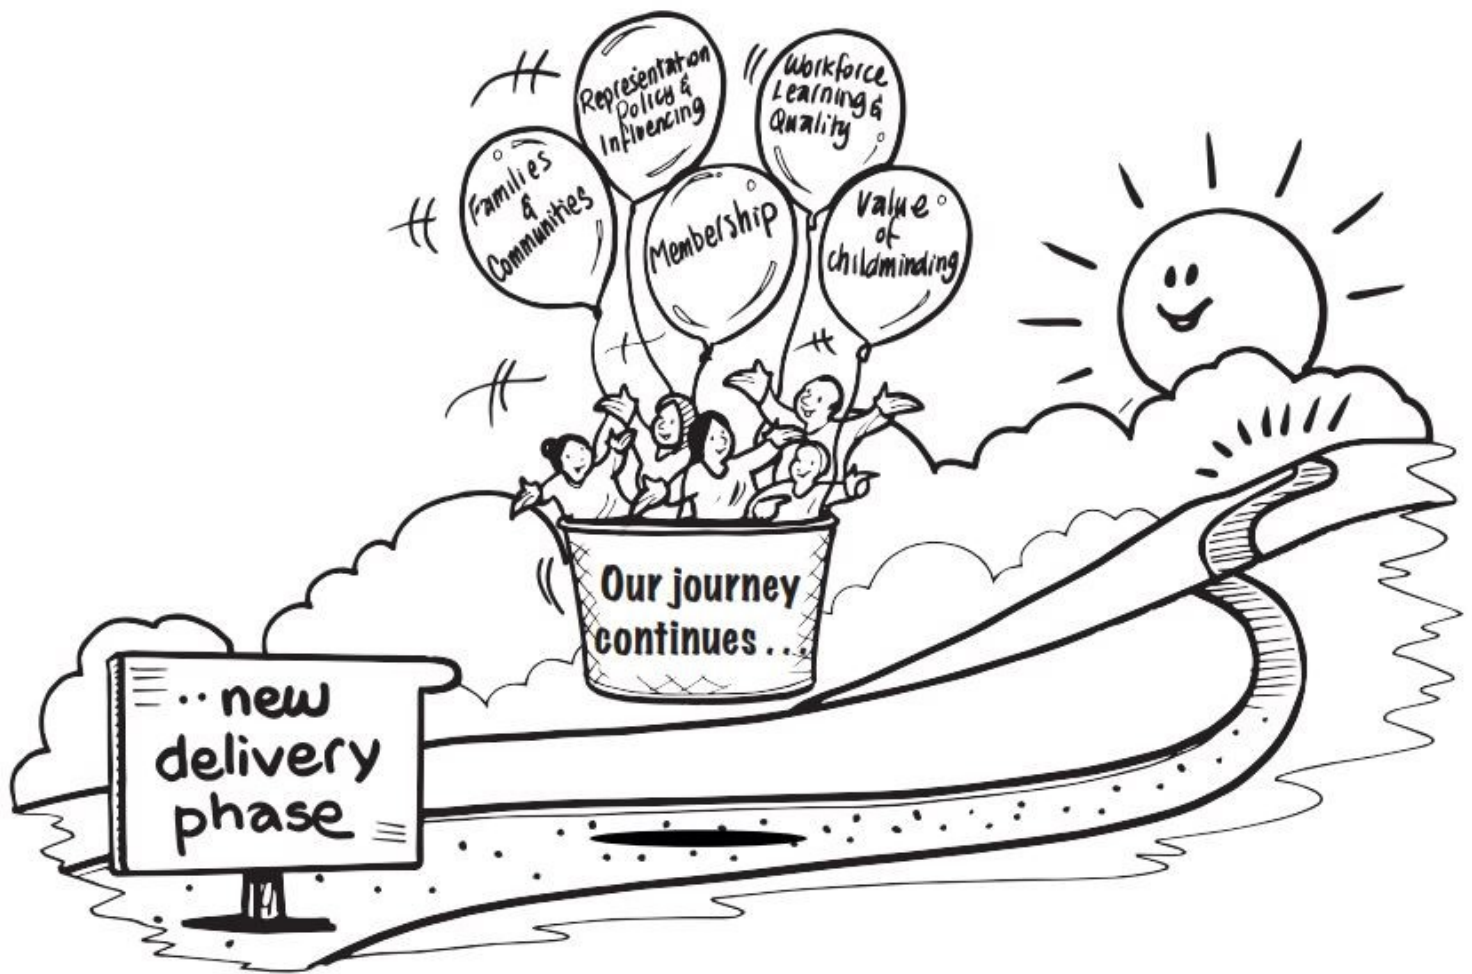 Representation
Policy &
Influencing
Workforce
Learning &
Quality
Families
&
Communities
Membership
Value
of
childminding
Our journey
continues . . .
.. new
delivery
phase